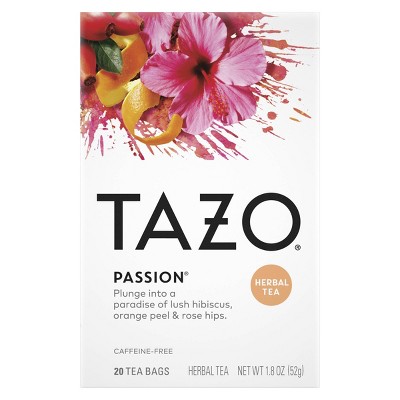 TAZO®
PASSION®
Plunge into a
paradise of lush hibiscus,
orange peel & rose hips.
HERBAL
TEA
CAFFEINE-FREE
20 TEA BAGS HERBAL TEA NET WT 1.8 OZ (52g)